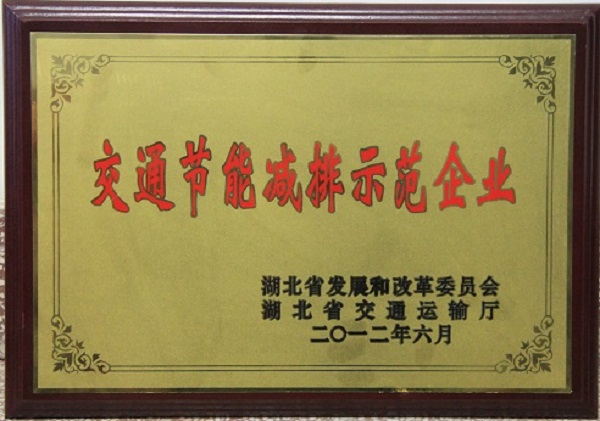 交通节能减排示范企业
湖北省发展和改革委员会
湖北省交通运输厅
二〇一二年六月